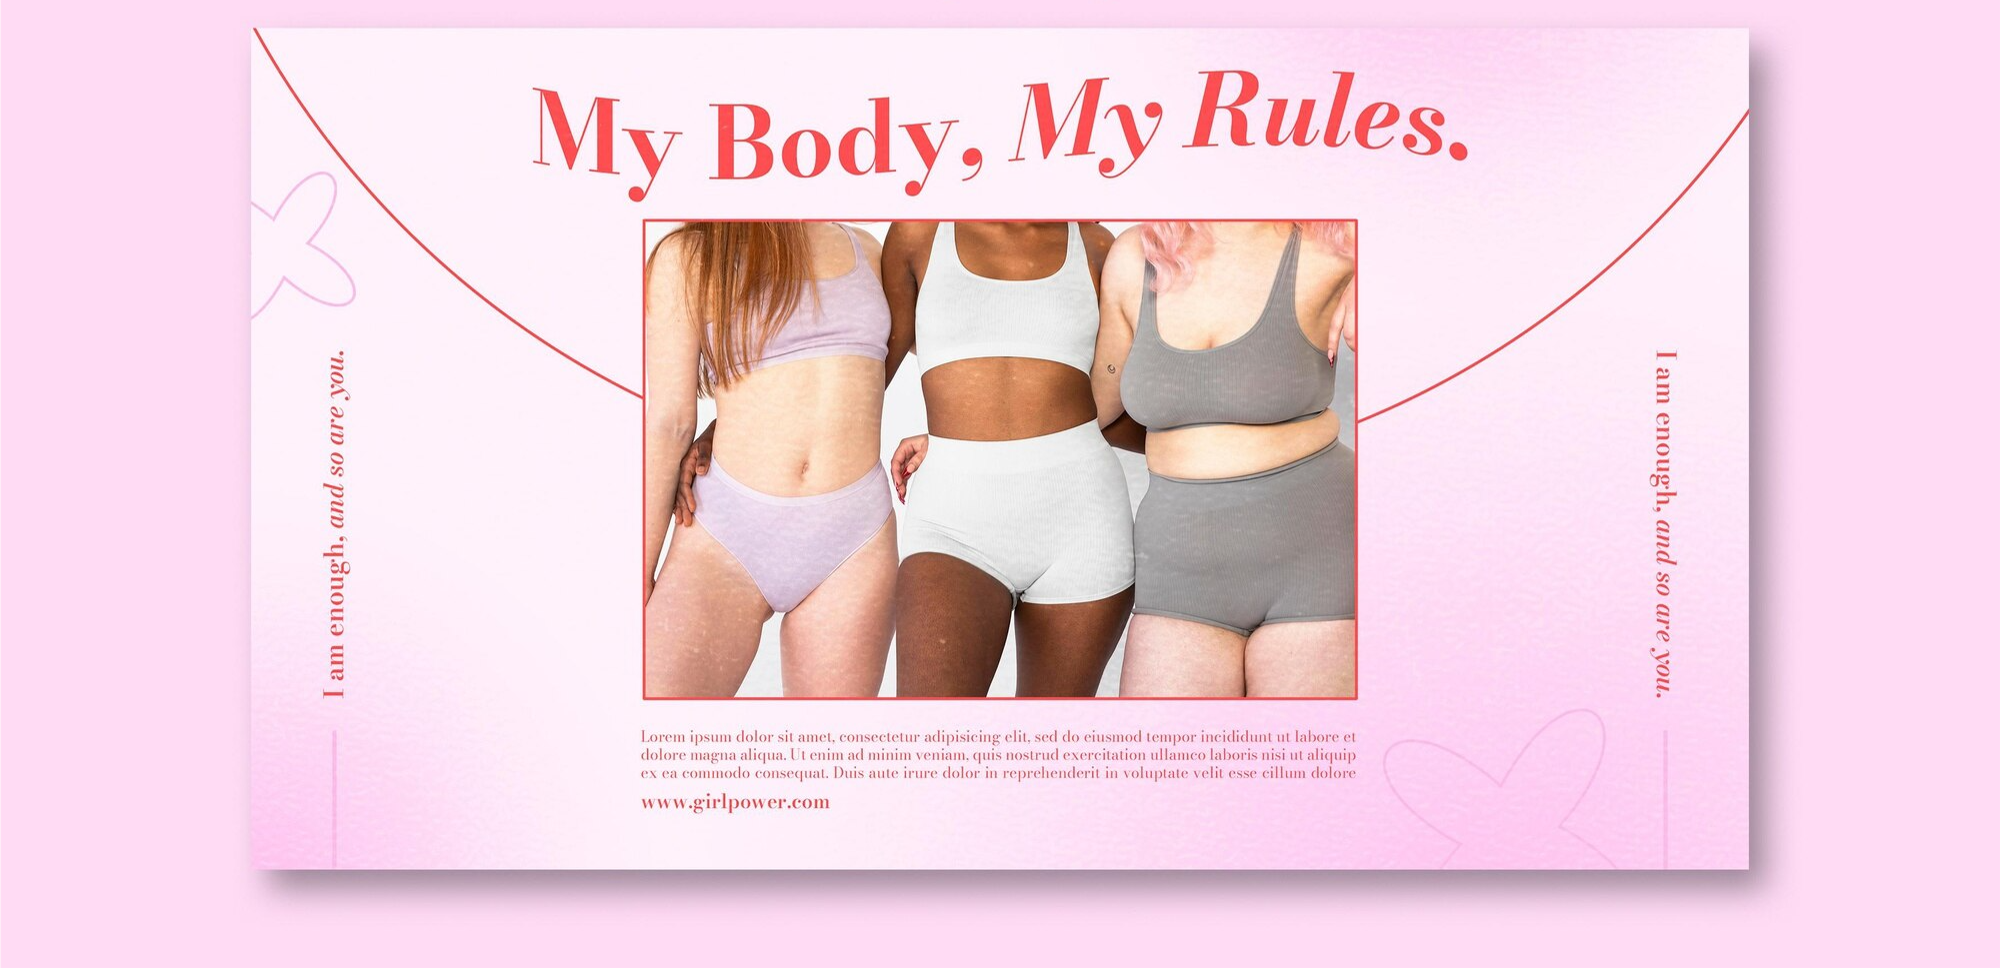 My Body, My Rules.
I am enough, and so are you.
I am enough, and so are you.
Lorem ipsum dolor sit amet, consectetur adipisicing elit, sed do eiusmod tempor incididunt ut labore et
dolore magna aliqua. Ut enim ad minim veniam, quis nostrud exercitation ullamco laboris nisi ut aliquip
ex ea commodo consequat. Duis aute irure dolor in reprehenderit in voluptate velit esse cillum dolore
www.girlpower.com